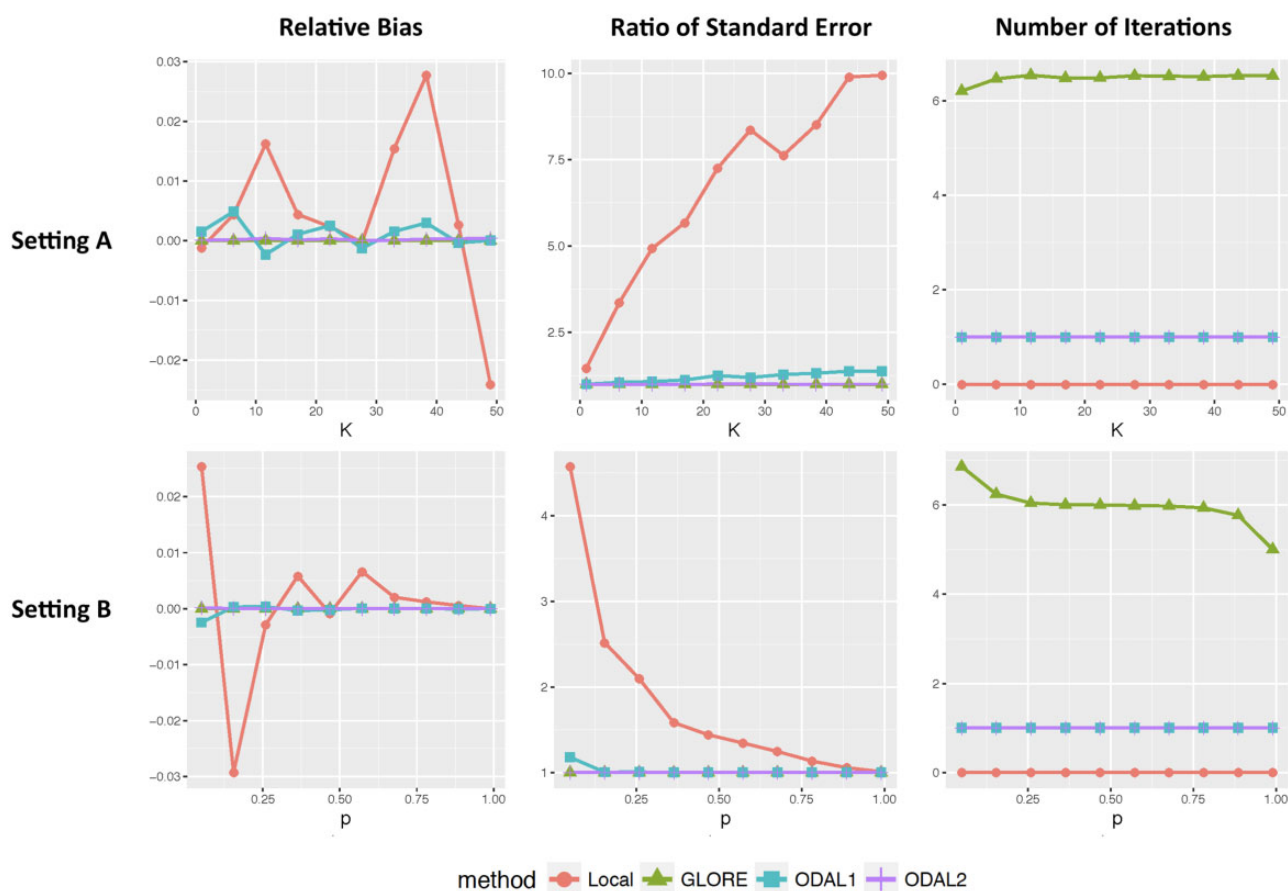 Relative Bias Ratio of Standard Error Number of Iterations
Setting A
0.03
0.02
0.01
0.00
−0.01
−0.02
0 10 20 30 40 50
K
10.0
7.5
5.0
2.5
0 10 20 30 40 50
K
6
4
2
0
0 10 20 30 40 50
K
Setting B
0.02
0.01
0.00
−0.01
−0.02
−0.03
0.25 0.50 0.75 1.00
p
4
3
2
1
0.25 0.50 0.75 1.00
p
6
4
2
0
0.25 0.50 0.75 1.00
p
method Local GLORE ODAL1 ODAL2